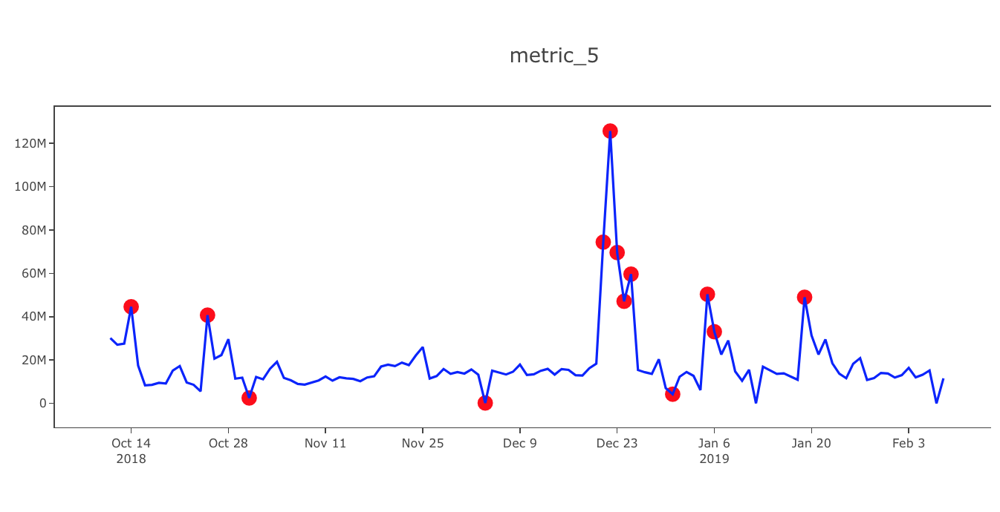 metric_5
120M
100M
80M
60M
40M
20M
0
Oct 14 Oct 28 Nov 11 Nov 25 Dec 9 Dec 23 Jan 6 Jan 20 Feb 3
2018 2019